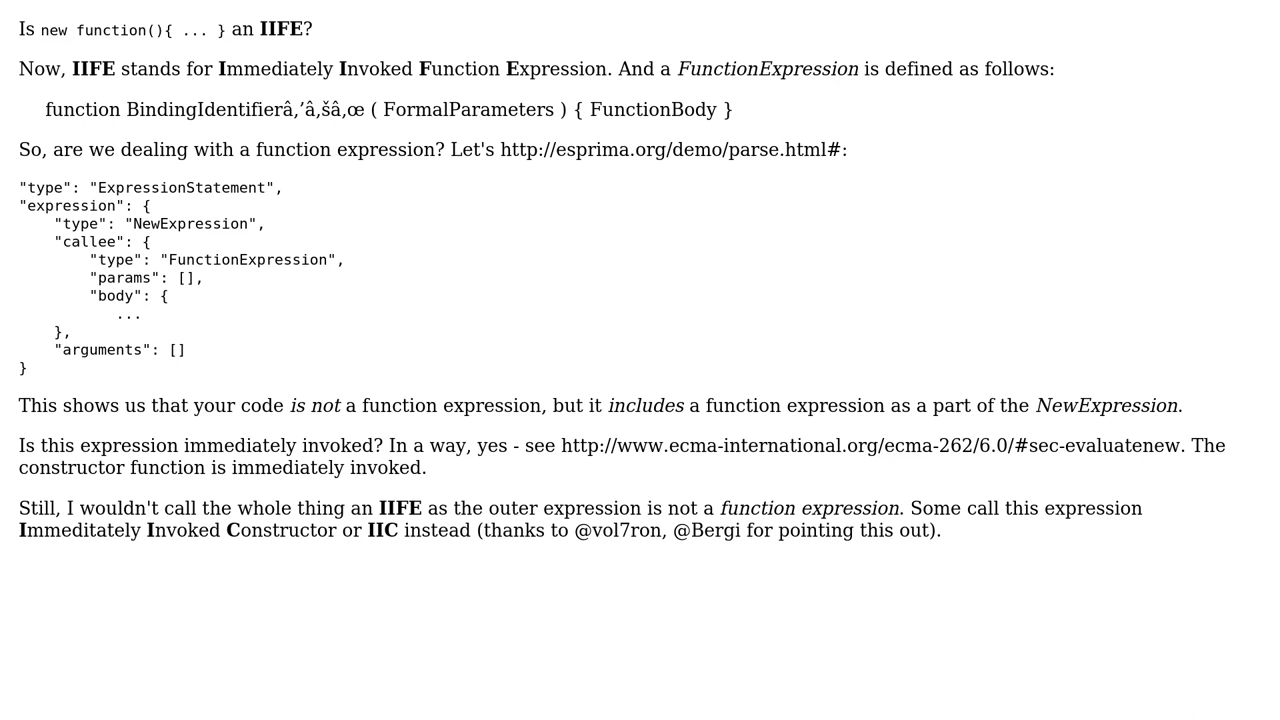 Is new function(){ ... } an IIFE?
Now, IIFE stands for Immediately Invoked Function Expression. And a FunctionExpression is defined as follows:
function BindingIdentifierâ‚’â‚šâ‚œ ( FormalParameters ) { FunctionBody }
So, are we dealing with a function expression? Let's http://esprima.org/demo/parse.html#:
"type": "ExpressionStatement",
"expression": {
    "type": "NewExpression",
    "callee": {
        "type": "FunctionExpression",
        "params": [],
        "body": {
           ...
    },
    "arguments": []
}
This shows us that your code is not a function expression, but it includes a function expression as a part of the NewExpression.
Is this expression immediately invoked? In a way, yes - see http://www.ecma-international.org/ecma-262/6.0/#sec-evaluatenew. The
constructor function is immediately invoked.
Still, I wouldn't call the whole thing an IIFE as the outer expression is not a function expression. Some call this expression
Immeditately Invoked Constructor or IIC instead (thanks to @vol7ron, @Bergi for pointing this out).